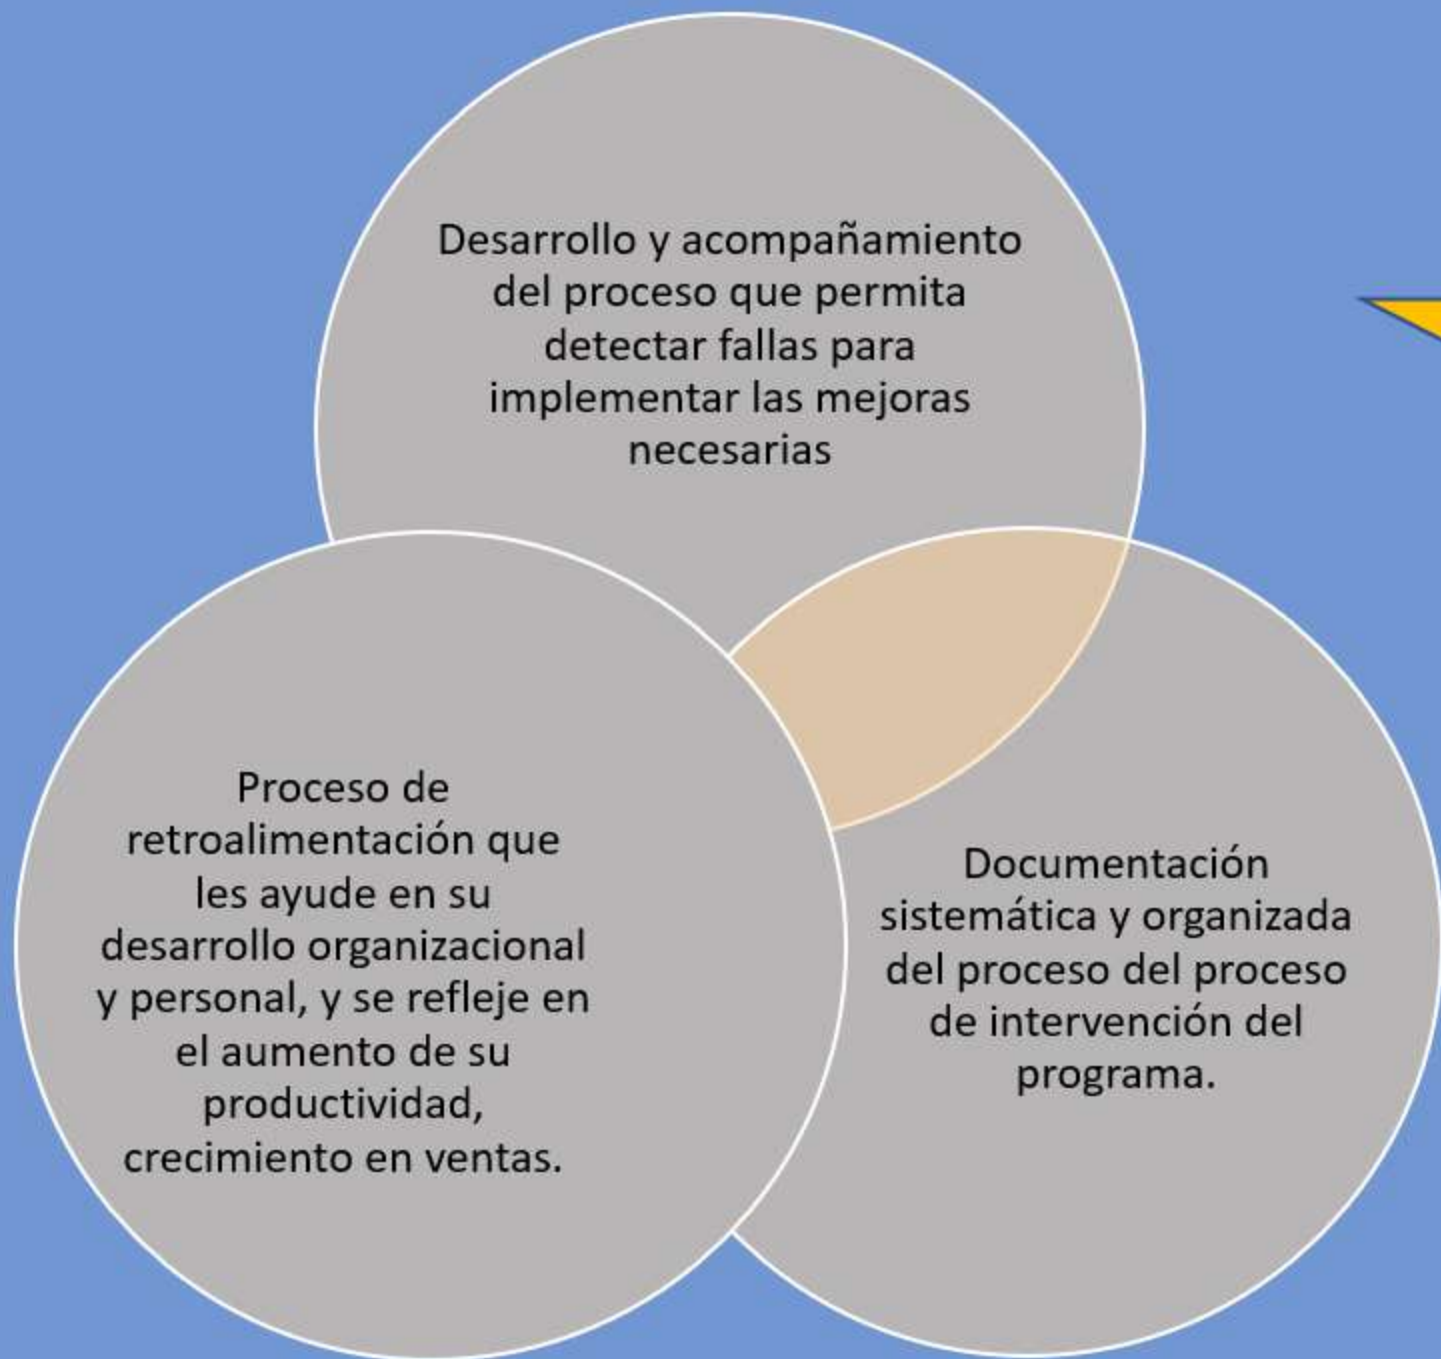 Desarrollo y acompañamiento
del proceso que permita
detectar fallas para
implementar las mejoras
necesarias
Proceso de
retroalimentación que
les ayude en su
desarrollo organizacional
y personal, y se refleje en
el aumento de su
productividad,
crecimiento en ventas.
Documentación
sistemática y organizada
del proceso del proceso
de intervención del
programa.